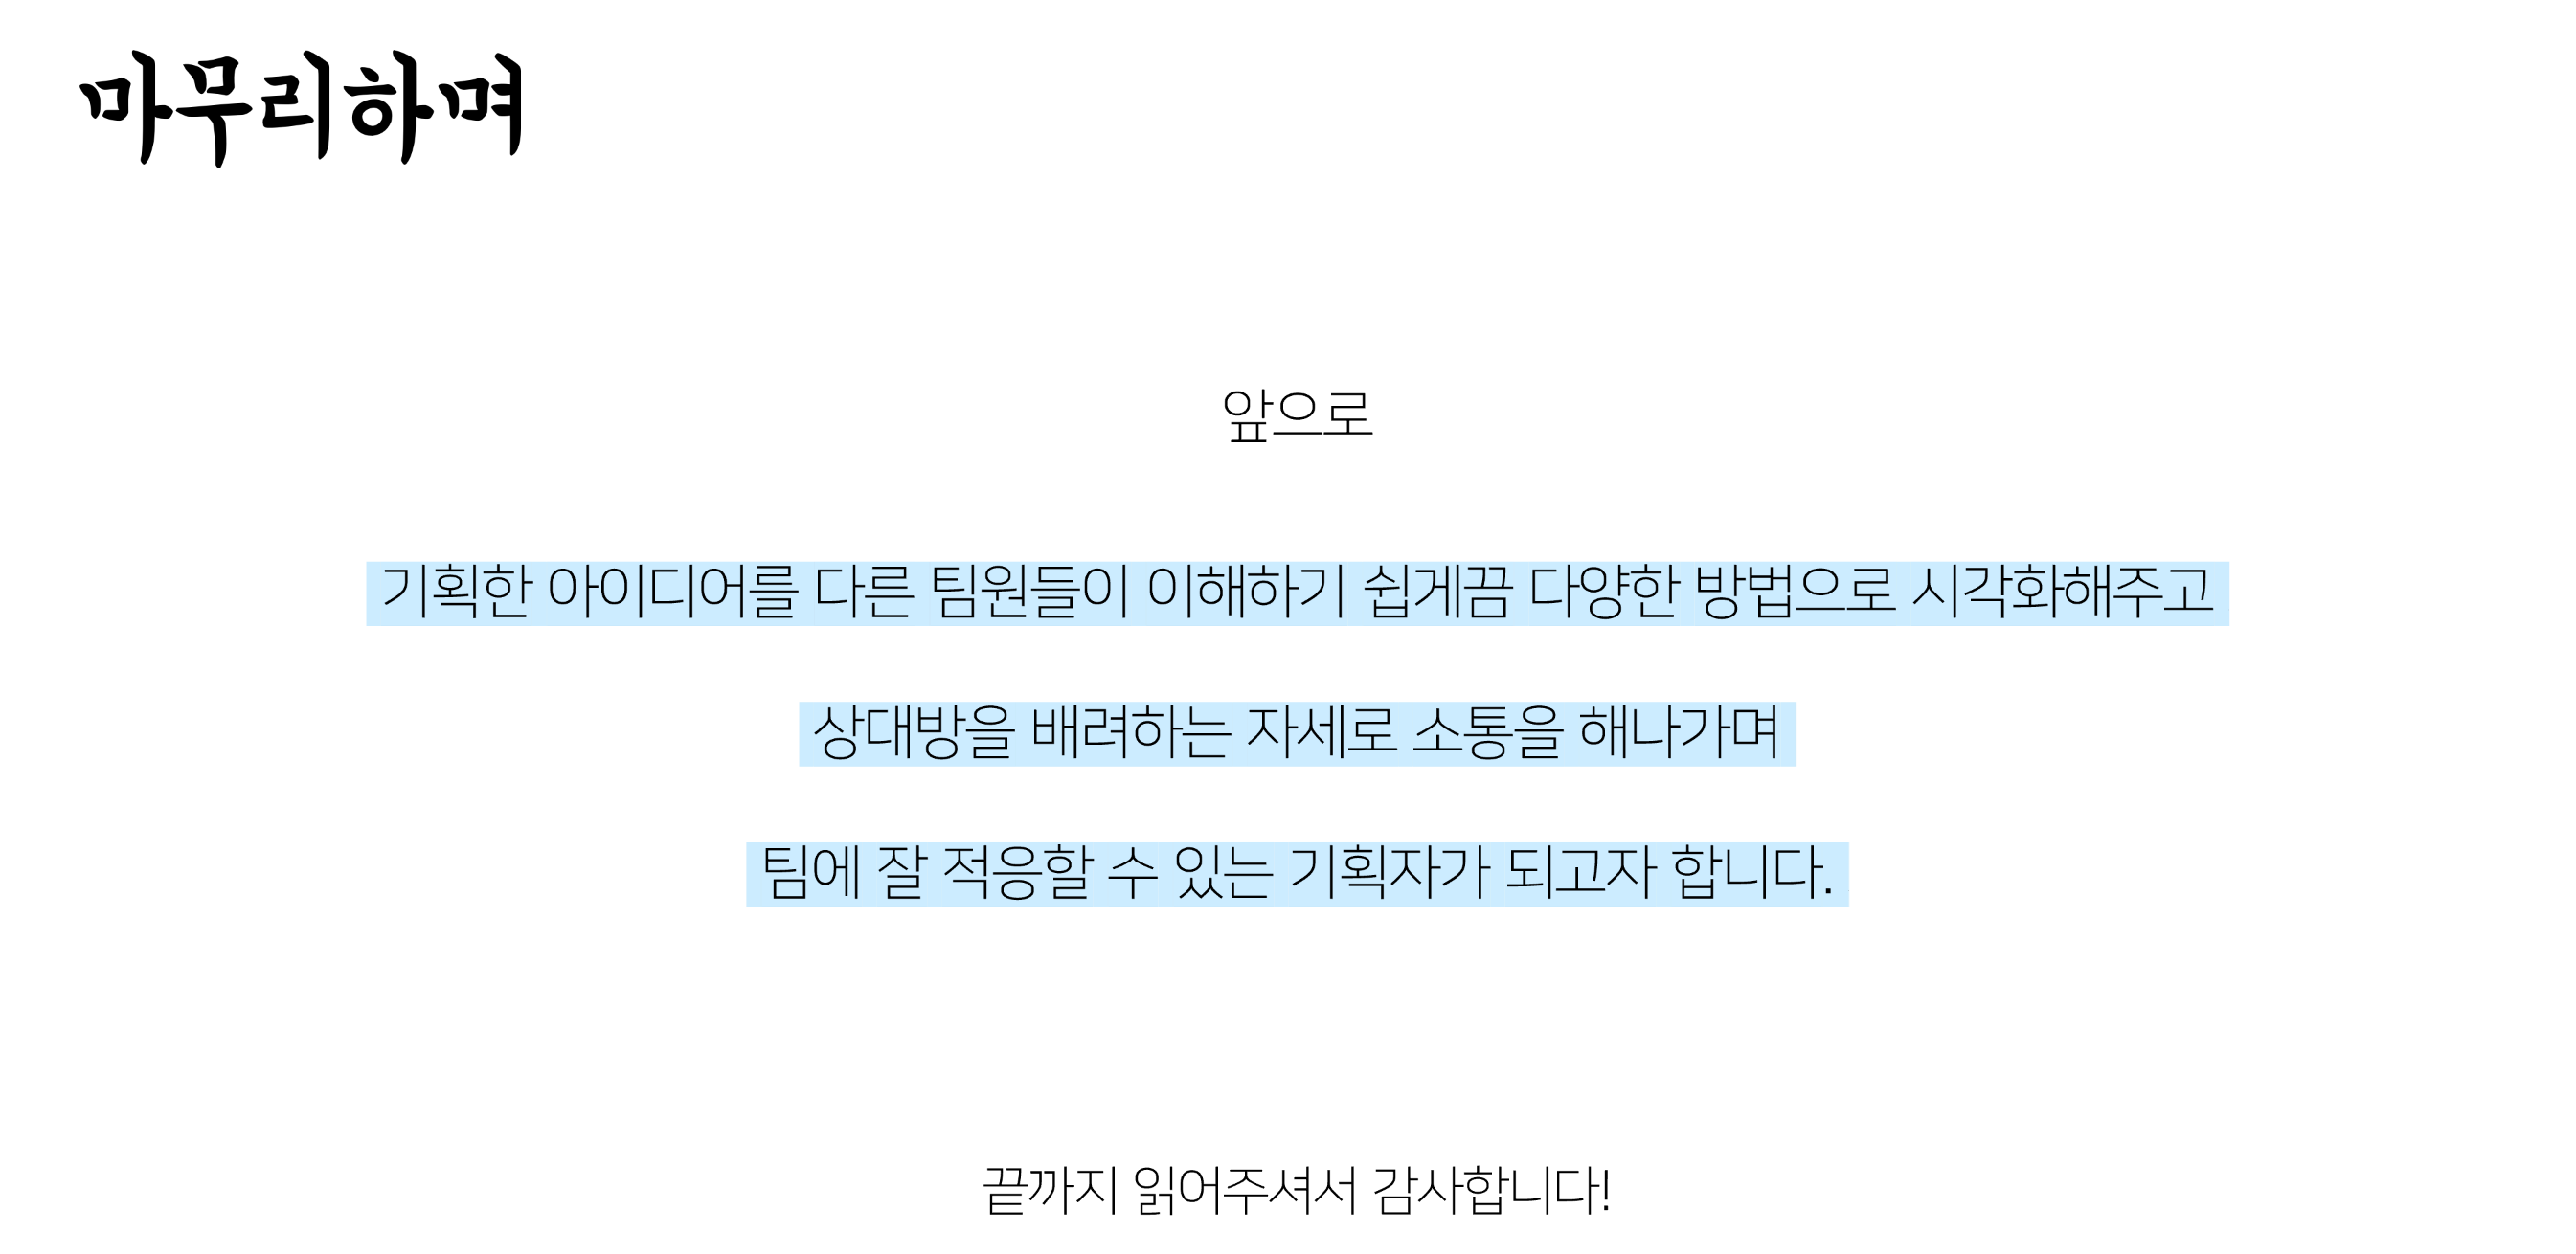 마무리하며
앞으로
기획한 아이디어를 다른 팀원들이 이해하기 쉽게끔 다양한 방법으로 시각화해주고
상대방을 배려하는 자세로 소통을 해나가며
팀에 잘 적응할 수 있는 기획자가 되고자 합니다.
끝까지 읽어주셔서 감사합니다!